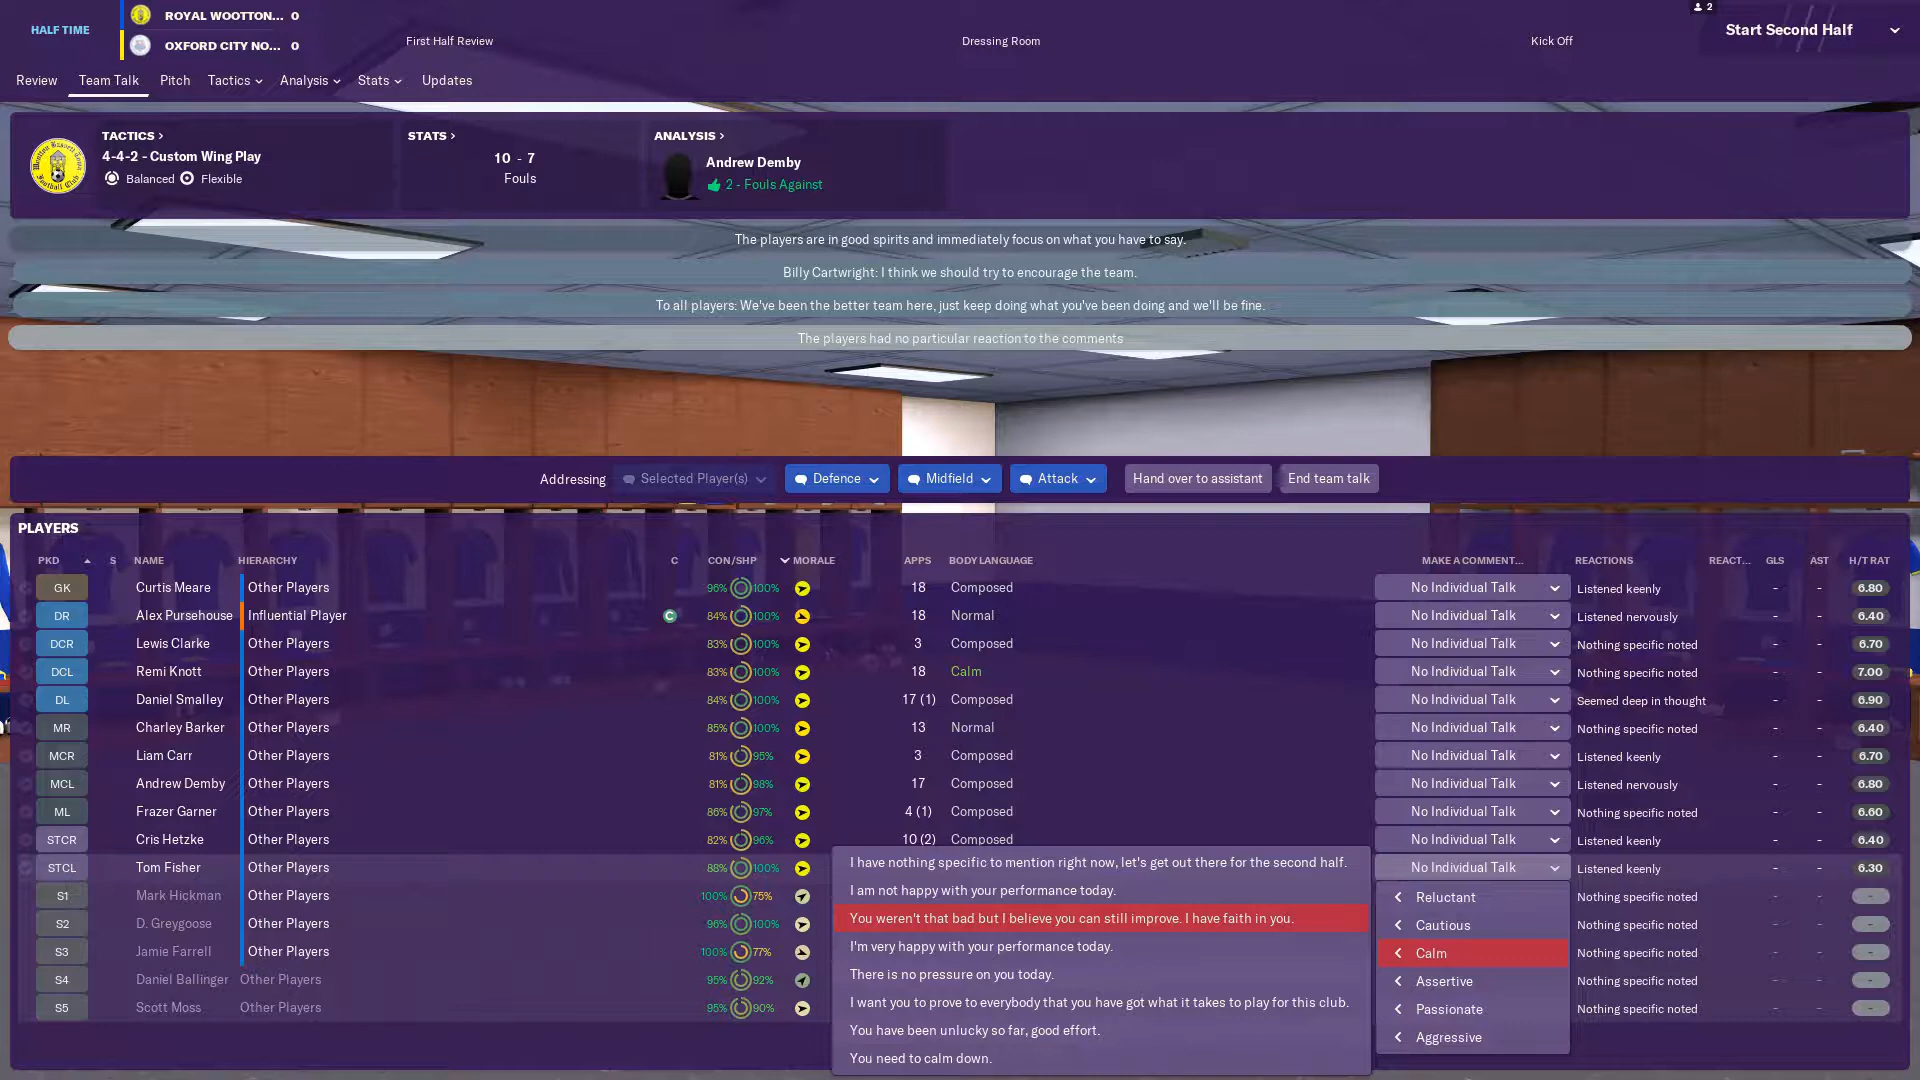 HALF TIME
ROYAL WOOTTON... 0
OXFORD CITY NO... 0
First Half Review
Dressing Room
Kick Off
2
Start Second Half
Review Team Talk Pitch Tactics Analysis Stats Updates
TACTICS >
4-4-2 - Custom Wing Play
Balanced Flexible
STATS >
10 - 7
Fouls
ANALYSIS >
Andrew Demby
2 - Fouls Against
The players are in good spirits and immediately focus on what you have to say.
Billy Cartwright: I think we should try to encourage the team.
To all players: We've been the better team here, just keep doing what you've been doing and we'll be fine.
The players had no particular reaction to the comments
Addressing Selected Player(s) Defence Midfield Attack Hand over to assistant End team talk
PLAYERS
PKD S NAME HIERARCHY C CON/SHP MORALE APPS BODY LANGUAGE MAKE A COMMENT... REACTIONS REACT... GLS AST H/T RAT
GK Curtis Meare Other Players 96% 100% 18 Composed No Individual Talk Listened keenly - - 6.80
DR Alex Pursehouse Influential Player C 84% 100% 18 Normal No Individual Talk Listened nervously - - 6.40
DCR Lewis Clarke Other Players 83% 100% 3 Composed No Individual Talk Nothing specific noted - - 6.70
DCL Remi Knott Other Players 83% 100% 18 Calm No Individual Talk Nothing specific noted - - 7.00
DL Daniel Smalley Other Players 84% 100% 17 (1) Composed No Individual Talk Seemed deep in thought - - 6.90
MR Charley Barker Other Players 85% 100% 13 Normal No Individual Talk Nothing specific noted - - 6.40
MCR Liam Carr Other Players 81% 95% 3 Composed No Individual Talk Listened keenly - - 6.70
MCL Andrew Demby Other Players 81% 98% 17 Composed No Individual Talk Listened nervously - - 6.80
ML Frazer Garner Other Players 86% 97% 4 (1) Composed No Individual Talk Nothing specific noted - - 6.60
STCR Cris Hetzke Other Players 82% 96% 10 (2) Composed No Individual Talk Listened keenly - - 6.40
STCL Tom Fisher Other Players 88% 100% No Individual Talk Listened keenly - - 6.30
S1 Mark Hickman Other Players 100% 75% Nothing specific noted - - -
S2 D. Greygoose Other Players 96% 100% Nothing specific noted - - -
S3 Jamie Farrell Other Players 100% 77% Nothing specific noted - - -
S4 Daniel Ballinger Other Players 95% 92% Nothing specific noted - - -
S5 Scott Moss Other Players 95% 90% Nothing specific noted - - -
I have nothing specific to mention right now, let's get out there for the second half.
I am not happy with your performance today.
You weren't that bad but I believe you can still improve. I have faith in you.
I'm very happy with your performance today.
There is no pressure on you today.
I want you to prove to everybody that you have got what it takes to play for this club.
You have been unlucky so far, good effort.
You need to calm down.
Reluctant
Cautious
Calm
Assertive
Passionate
Aggressive